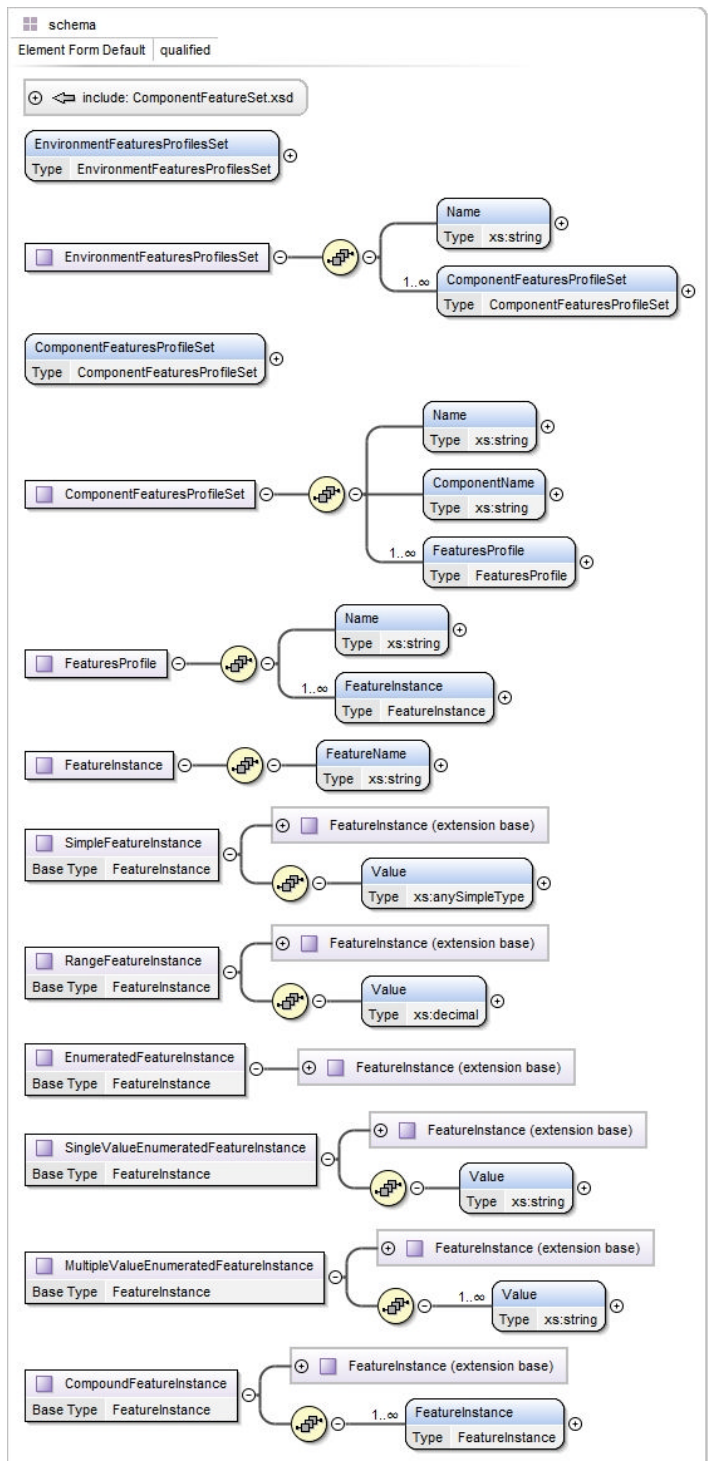 schema
Element Form Default qualified
include: ComponentFeatureSet.xsd
EnvironmentFeaturesProfilesSet
Type EnvironmentFeaturesProfilesSet
Name
Type xs:string
EnvironmentFeaturesProfilesSet
1..∞ ComponentFeaturesProfileSet
Type ComponentFeaturesProfileSet
ComponentFeaturesProfileSet
Type ComponentFeaturesProfileSet
Name
Type xs:string
ComponentFeaturesProfileSet
ComponentName
Type xs:string
1..∞ FeaturesProfile
Type FeaturesProfile
Name
Type xs:string
FeaturesProfile
1..∞ FeatureInstance
Type FeatureInstance
FeatureInstance
FeatureName
Type xs:string
SimpleFeatureInstance
Base Type FeatureInstance
FeatureInstance (extension base)
Value
Type xs:anySimpleType
RangeFeatureInstance
Base Type FeatureInstance
FeatureInstance (extension base)
Value
Type xs:decimal
EnumeratedFeatureInstance
Base Type FeatureInstance
FeatureInstance (extension base)
SingleValueEnumeratedFeatureInstance
Base Type FeatureInstance
FeatureInstance (extension base)
Value
Type xs:string
MultipleValueEnumeratedFeatureInstance
Base Type FeatureInstance
FeatureInstance (extension base)
1..∞ Value
Type xs:string
CompoundFeatureInstance
Base Type FeatureInstance
FeatureInstance (extension base)
1..∞ FeatureInstance
Type FeatureInstance